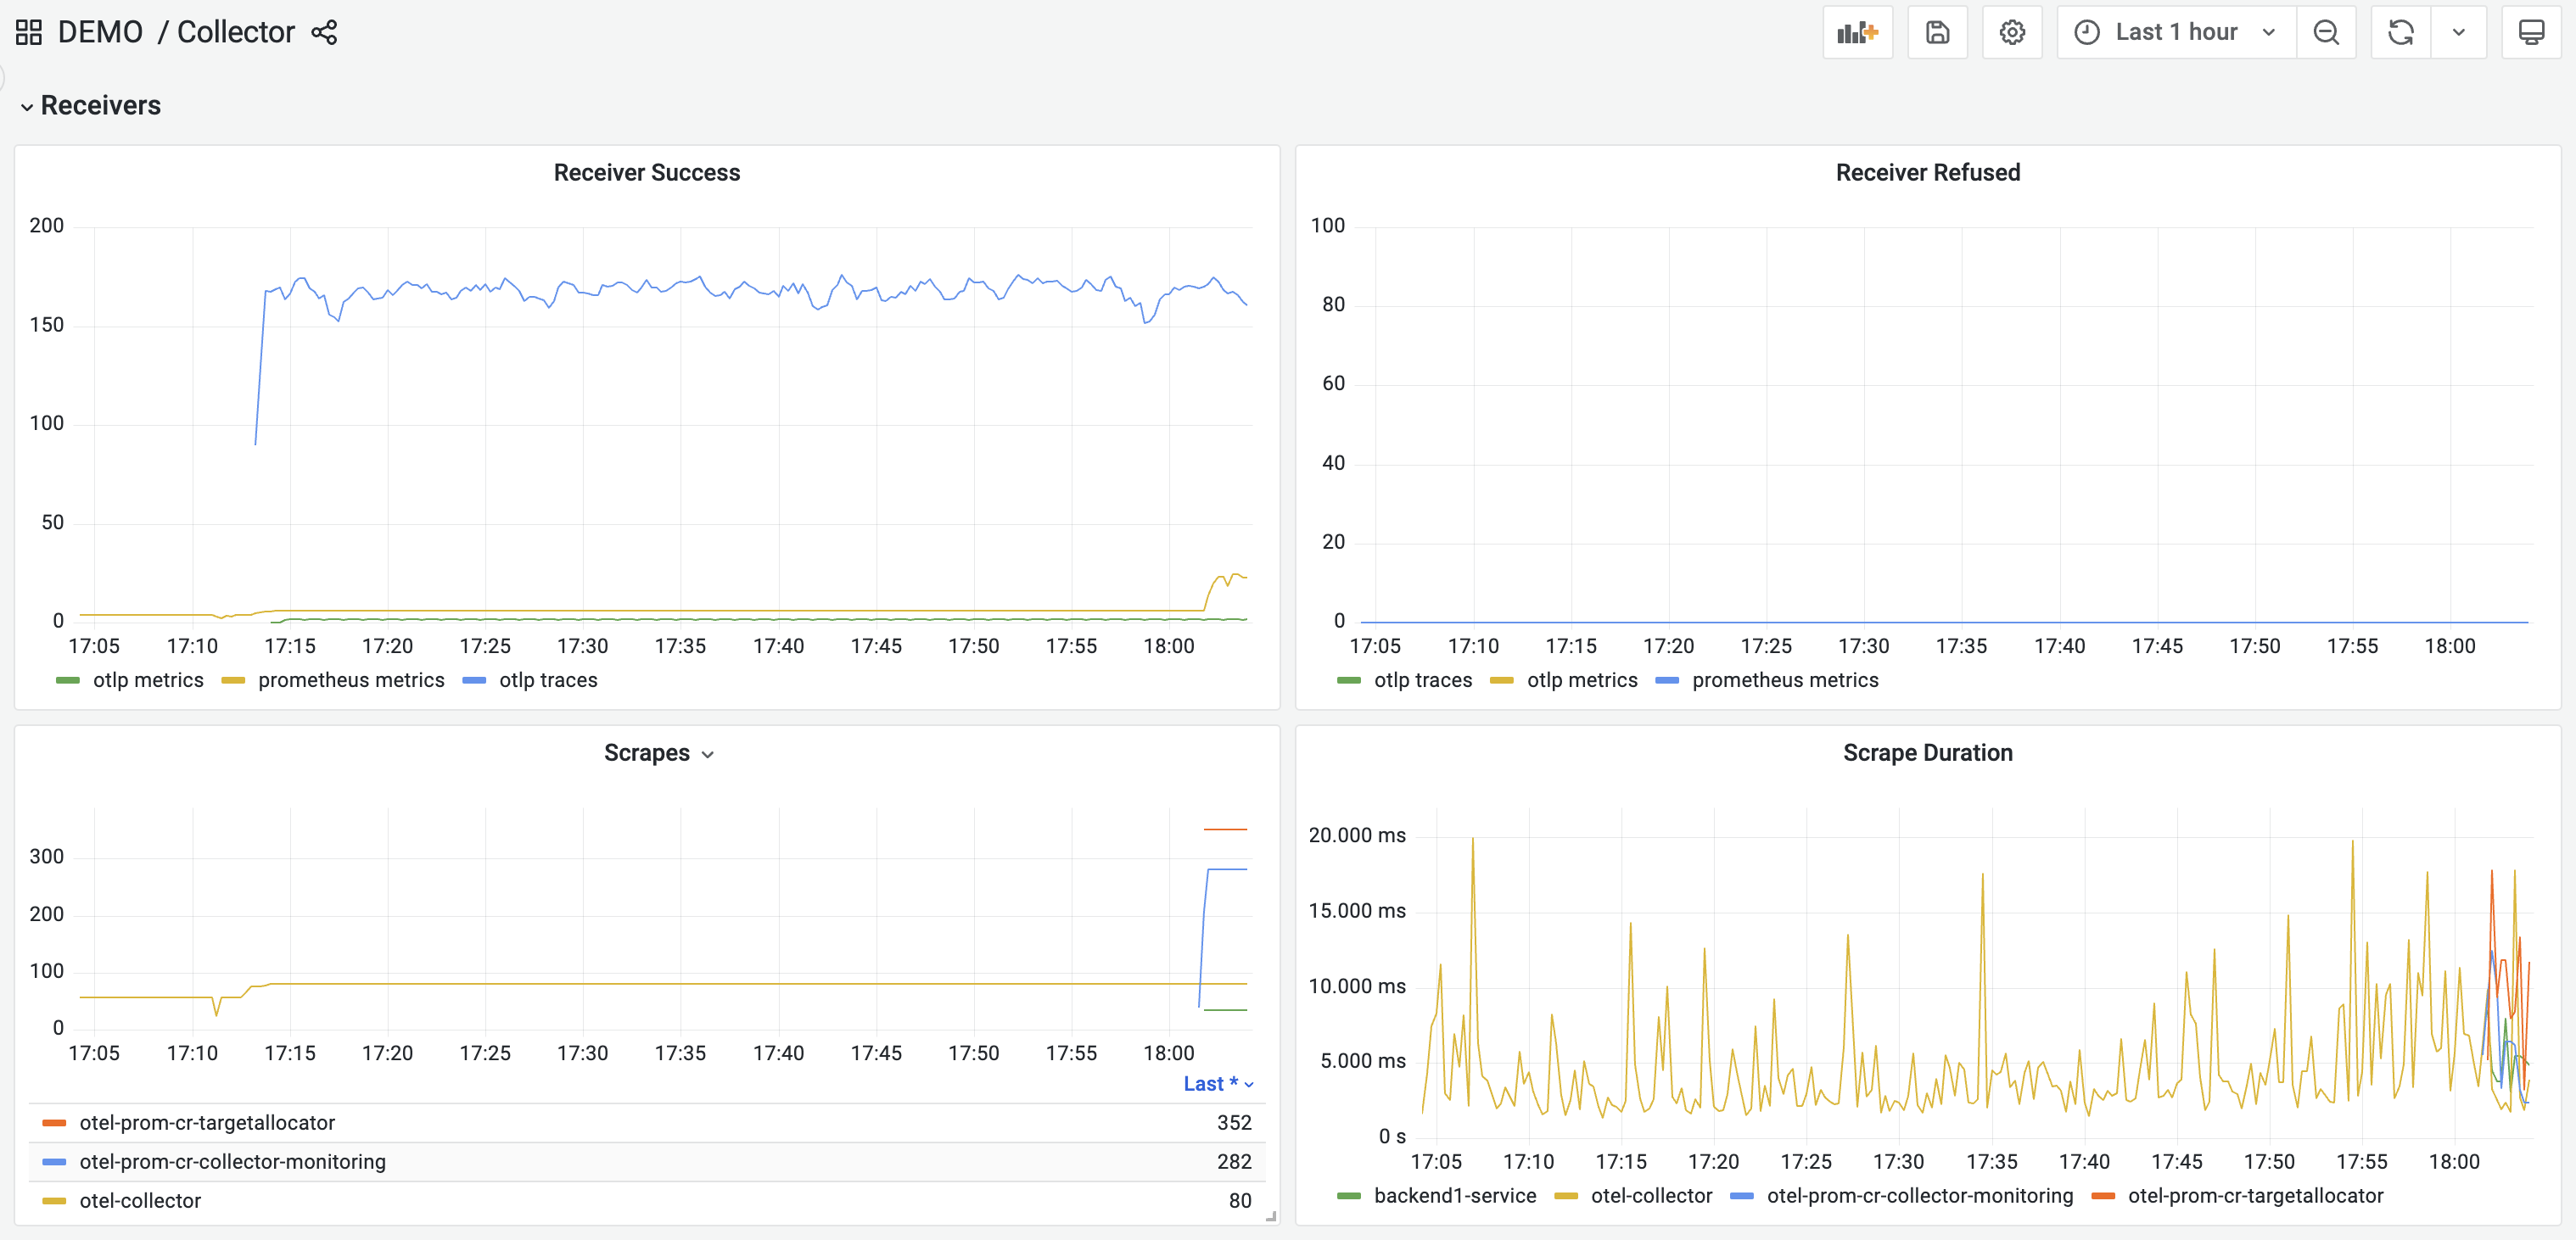 DEMO / Collector
Last 1 hour
Receivers
Receiver Success
200
150
100
50
0
17:05 17:10 17:15 17:20 17:25 17:30 17:35 17:40 17:45 17:50 17:55 18:00
otlp metrics prometheus metrics otlp traces
Receiver Refused
100
80
60
40
20
0
17:05 17:10 17:15 17:20 17:25 17:30 17:35 17:40 17:45 17:50 17:55 18:00
otlp traces otlp metrics prometheus metrics
Scrapes
300
200
100
0
17:05 17:10 17:15 17:20 17:25 17:30 17:35 17:40 17:45 17:50 17:55 18:00
Last *
otel-prom-cr-targetallocator 352
otel-prom-cr-collector-monitoring 282
otel-collector 80
Scrape Duration
20.000 ms
15.000 ms
10.000 ms
5.000 ms
0 s
17:05 17:10 17:15 17:20 17:25 17:30 17:35 17:40 17:45 17:50 17:55 18:00
backend1-service otel-collector otel-prom-cr-collector-monitoring otel-prom-cr-targetallocator